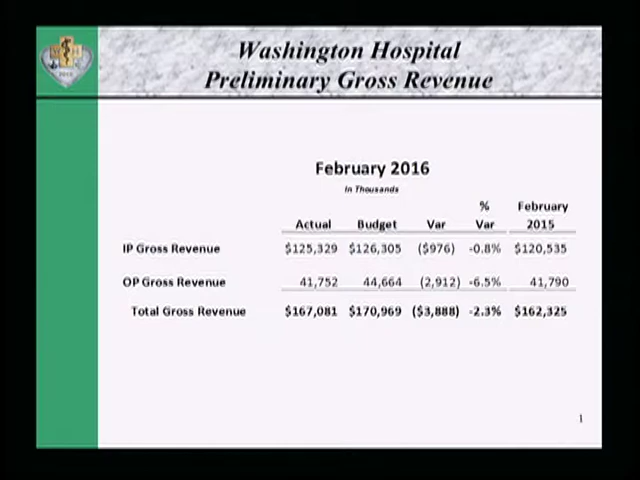 Washington Hospital
Preliminary Gross Revenue
February 2016
In Thousands
% February
Actual Budget Var Var 2015
IP Gross Revenue $125,329 $126,305 ($976) -0.8% $120,535
OP Gross Revenue 41,752 44,664 (2,912) -6.5% 41,790
Total Gross Revenue $167,081 $170,969 ($3,888) -2.3% $162,325
1